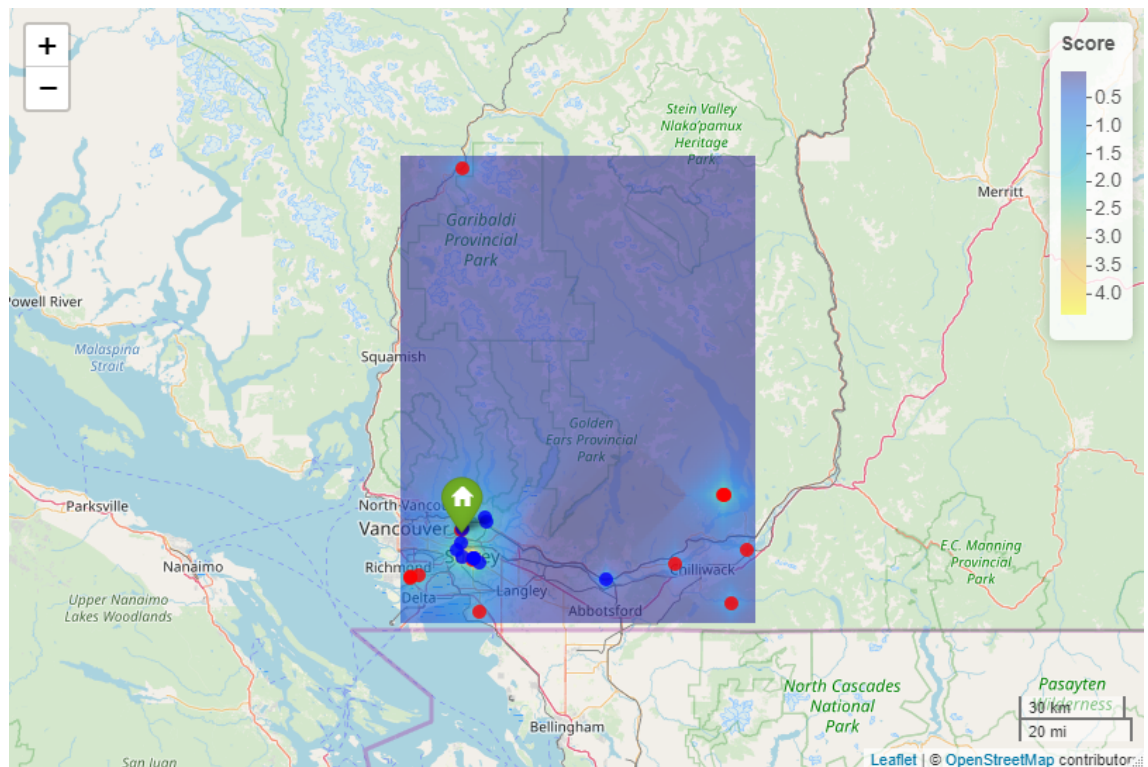 +
−
Score
0.5
1.0
1.5
2.0
2.5
3.0
3.5
4.0
Stein Valley
Nlaka'pamux
Heritage
Park
Merritt
Garibaldi
Provincial
Park
Powell River
Malaspina
Strait
Squamish
Golden
Ears Provincial
Park
Parksville
North Vancou
Vancouver
Nanaimo
Richmond
Surrey
Delta
Langley
Abbotsford
Chilliwack
E.C. Manning
Provincial
Park
Upper Nanaimo
Lakes Woodlands
North Cascades
National
Park
Pasayten
Wilderness
Bellingham
30 km
20 mi
San Juan
Leaflet | © OpenStreetMap contributor